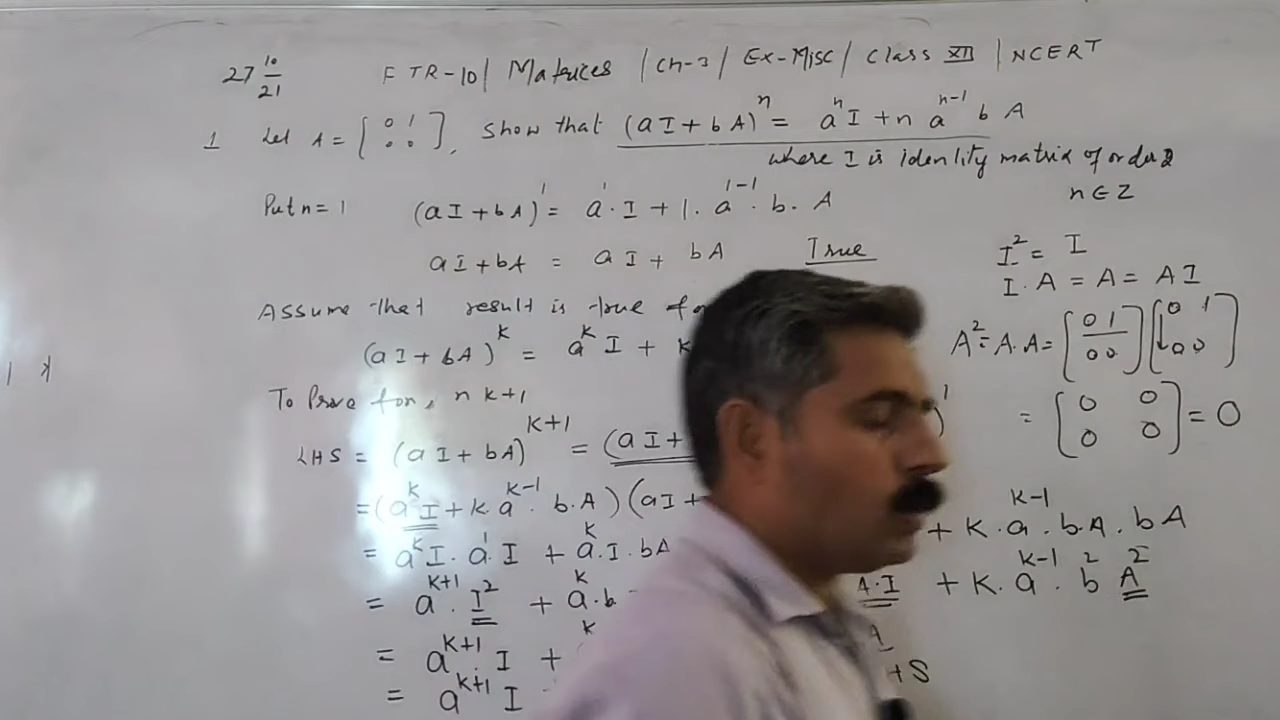 27 10/21 F TR-10 | Matrices | Ch-3 / Ex-Misc / Class XII | NCERT
1 Let A = [0 1 0 0], Show that (aI + bA)^n = a^n I + n a^(n-1) b A
where I is identity matrix of order 2
n ∈ Z
Put n = 1 (aI + bA)^1 = a^1 · I + 1. a^(1-1) · b. A
aI + bA = aI + bA True
Assume that result is true
(aI + bA)^k = a^k I + k
To Prove for, n k+1
LHS = (aI + bA)^(k+1) = (aI +
= (a^k I + k. a^(k-1) · b.A) (aI +
= a^k I. a^1. I + a^k. I. bA + k. a^(k-1) . bA. bA
= a^(k+1) . I^2 + a^k. b A.I + k. a^(k-1) . b^2 A^2
= a^(k+1) . I + k A
= a^(k+1) I +S
I^2 = I
I. A = A = AI
A^2 = A. A = [0 1 0 0] [0 1 0 0]
= [0 0 0 0] = 0